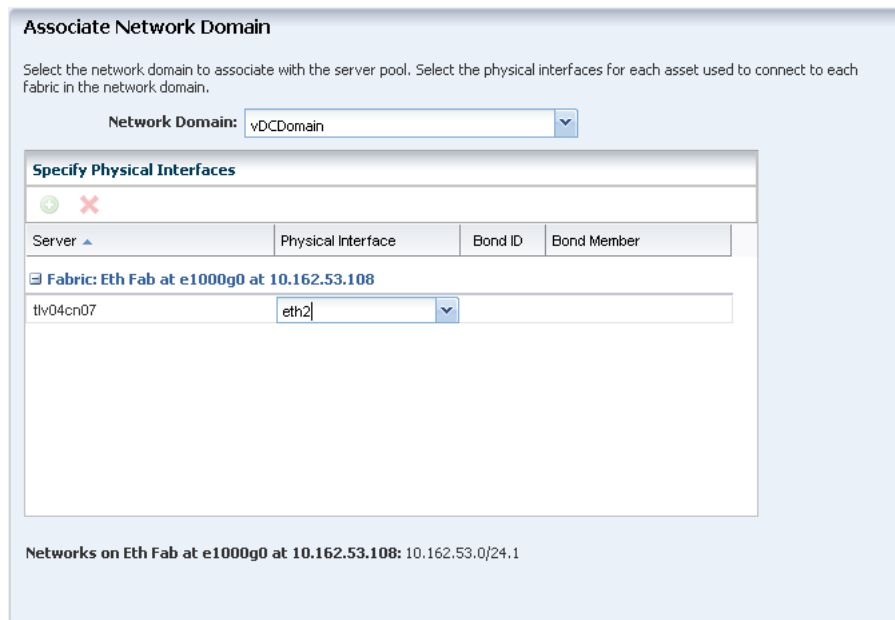 Associate Network Domain
Select the network domain to associate with the server pool. Select the physical interfaces for each asset used to connect to each
fabric in the network domain.
Network Domain: vDCDomain
Specify Physical Interfaces
Server Physical Interface Bond ID Bond Member
Fabric: Eth Fab at e1000g0 at 10.162.53.108
tlv04cn07 eth2
Networks on Eth Fab at e1000g0 at 10.162.53.108: 10.162.53.0/24.1